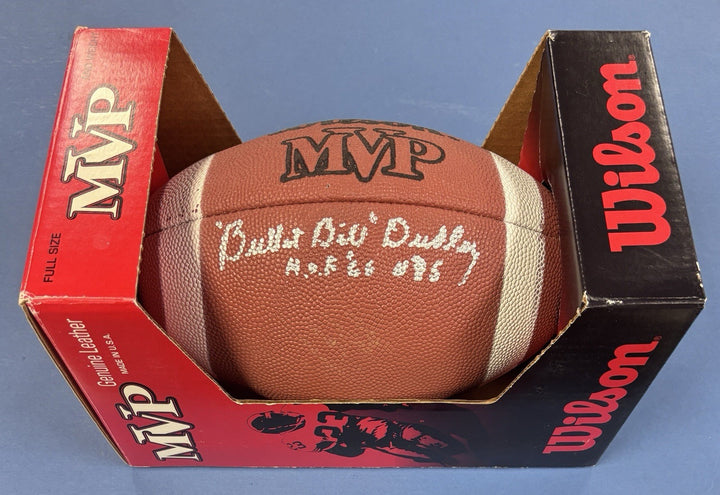 MVP
FULL SIZE
MVP
"Bullet Bill" Dudley
H.O.F '66 #35
Wilson
Genuine Leather
MADE IN U.S.A.
MVP
Wilson